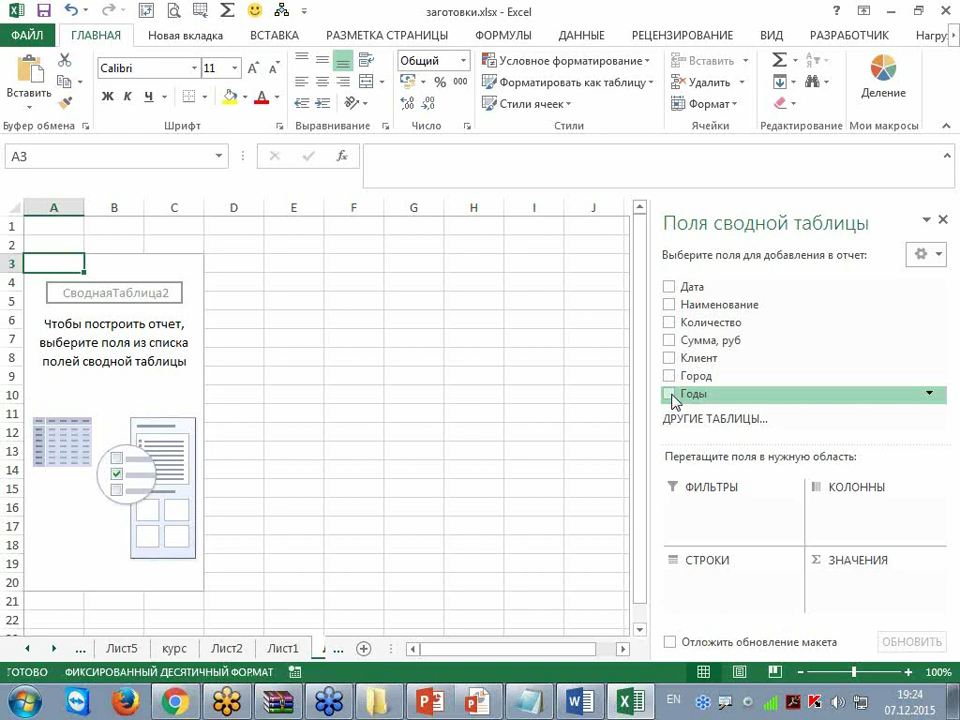 заготовки.xlsx - Excel
ФАЙЛ ГЛАВНАЯ Новая вкладка ВСТАВКА РАЗМЕТКА СТРАНИЦЫ ФОРМУЛЫ ДАННЫЕ РЕЦЕНЗИРОВАНИЕ ВИД РАЗРАБОТЧИК Нагру
Вставить
Calibri 11
Ж К Ч
Общий
% 000
Условное форматирование
Форматировать как таблицу
Стили ячеек
Вставить
Удалить
Формат
Деление
Буфер обмена Шрифт Выравнивание Число Стили Ячейки Редактирование Мои макросы
A3
A B C D E F G H I J
1
2
3
4
5
6
7
8
9
10
11
12
13
14
15
16
17
18
19
20
21
22
СводнаяТаблица2
Чтобы построить отчет,
выберите поля из списка
полей сводной таблицы
Поля сводной таблицы
Выберите поля для добавления в отчет:
Дата
Наименование
Количество
Сумма, руб
Клиент
Город
Годы
ДРУГИЕ ТАБЛИЦЫ...
Перетащите поля в нужную область:
ФИЛЬТРЫ КОЛОННЫ
СТРОКИ ЗНАЧЕНИЯ
Отложить обновление макета ОБНОВИТЬ
... Лист5 курс Лист2 Лист1 ...
ГОТОВО ФИКСИРОВАННЫЙ ДЕСЯТИЧНЫЙ ФОРМАТ 100%
EN 19:24
07.12.2015